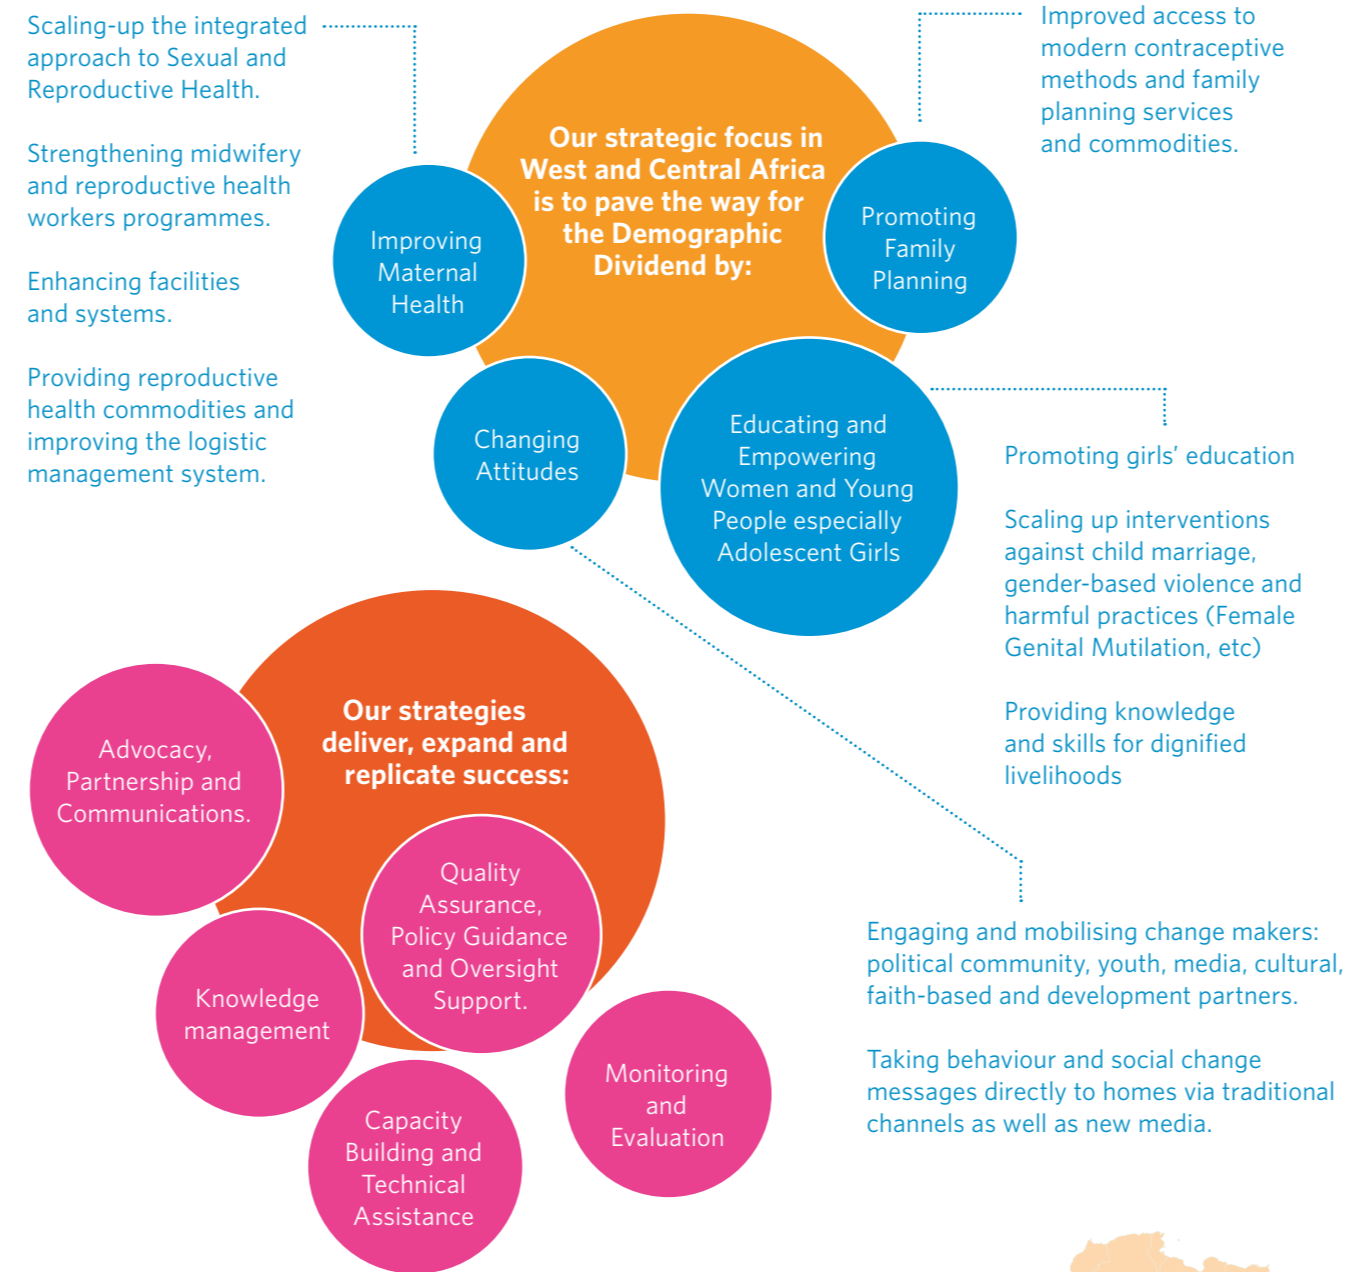 Scaling-up the integrated
approach to Sexual and
Reproductive Health.
Strengthening midwifery
and reproductive health
workers programmes.
Enhancing facilities
and systems.
Providing reproductive
health commodities and
improving the logistic
management system.
Our strategic focus in
West and Central Africa
is to pave the way for
the Demographic
Dividend by:
Improving
Maternal
Health
Promoting
Family
Planning
Improved access to
modern contraceptive
methods and family
planning services
and commodities.
Changing
Attitudes
Educating and
Empowering
Women and Young
People especially
Adolescent Girls
Promoting girls’ education
Scaling up interventions
against child marriage,
gender-based violence and
harmful practices (Female
Genital Mutilation, etc)
Providing knowledge
and skills for dignified
livelihoods
Our strategies
deliver, expand and
replicate success:
Advocacy,
Partnership and
Communications.
Quality
Assurance,
Policy Guidance
and Oversight
Support.
Knowledge
management
Capacity
Building and
Technical
Assistance
Monitoring
and
Evaluation
Engaging and mobilising change makers:
political community, youth, media, cultural,
faith-based and development partners.
Taking behaviour and social change
messages directly to homes via traditional
channels as well as new media.